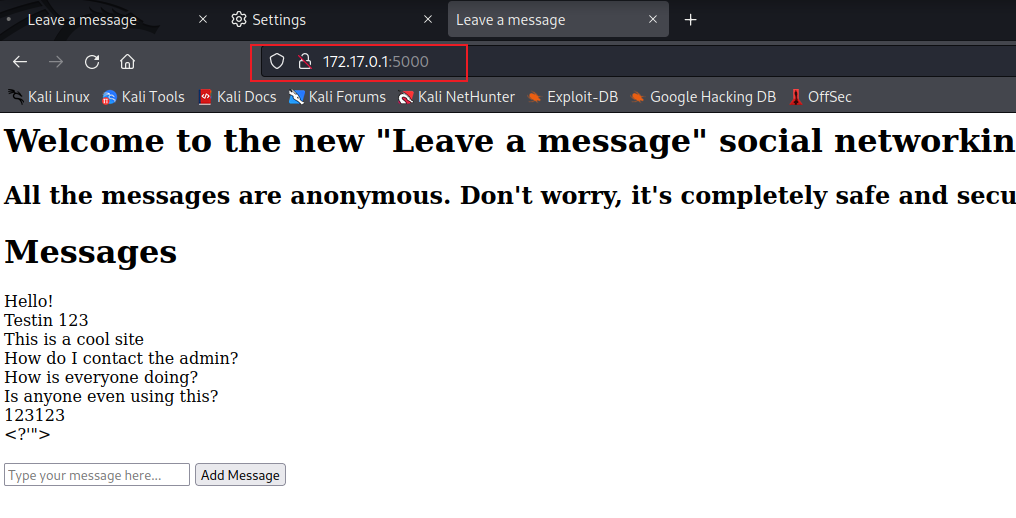 Leave a message
Settings
Leave a message
172.17.0.1:5000
Kali Linux Kali Tools Kali Docs Kali Forums Kali NetHunter Exploit-DB Google Hacking DB OffSec
Welcome to the new "Leave a message" social networkin
All the messages are anonymous. Don't worry, it's completely safe and secu
Messages
Hello!
Testin 123
This is a cool site
How do I contact the admin?
How is everyone doing?
Is anyone even using this?
123123
<?'">
Type your message here... Add Message